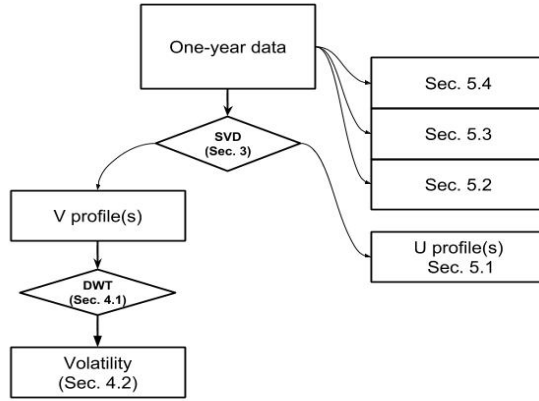 One-year data
Sec. 5.4
Sec. 5.3
Sec. 5.2
SVD
(Sec. 3)
V profile(s)
U profile(s)
Sec. 5.1
DWT
(Sec. 4.1)
Volatility
(Sec. 4.2)